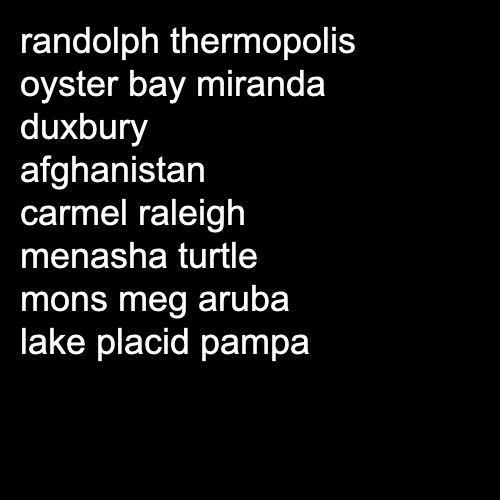 randolph thermopolis
oyster bay miranda
duxbury
afghanistan
carmel raleigh
menasha turtle
mons meg aruba
lake placid pampa